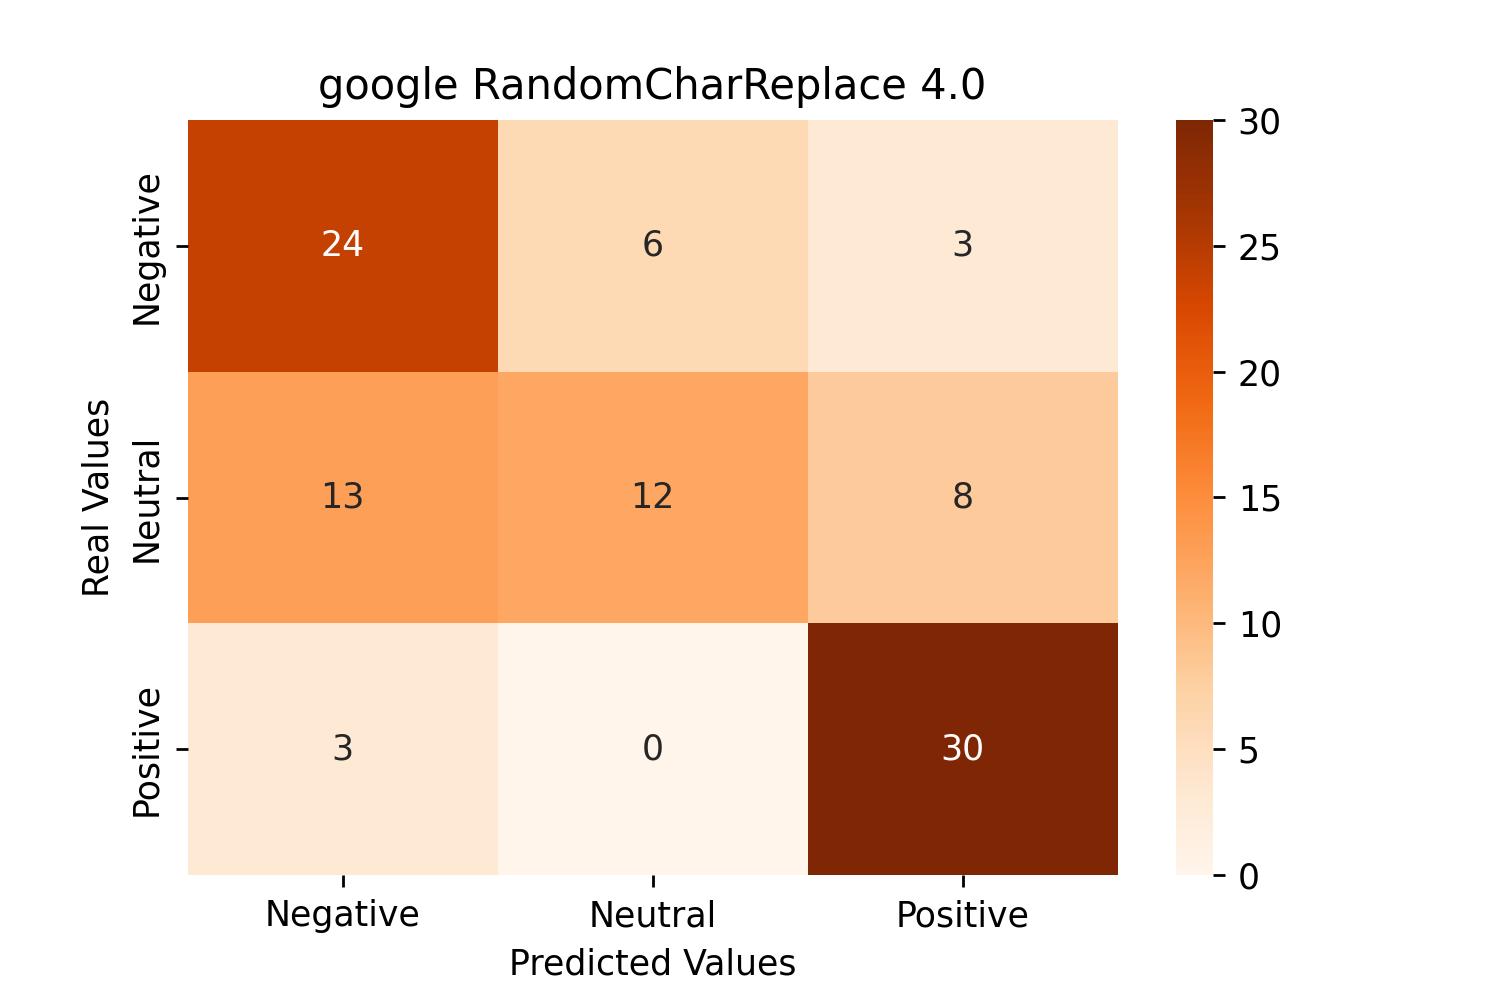 google RandomCharReplace 4.0
Real Values
Negative
24 6 3
Neutral
13 12 8
Positive
3 0 30
Negative Neutral Positive
Predicted Values
30
25
20
15
10
5
0